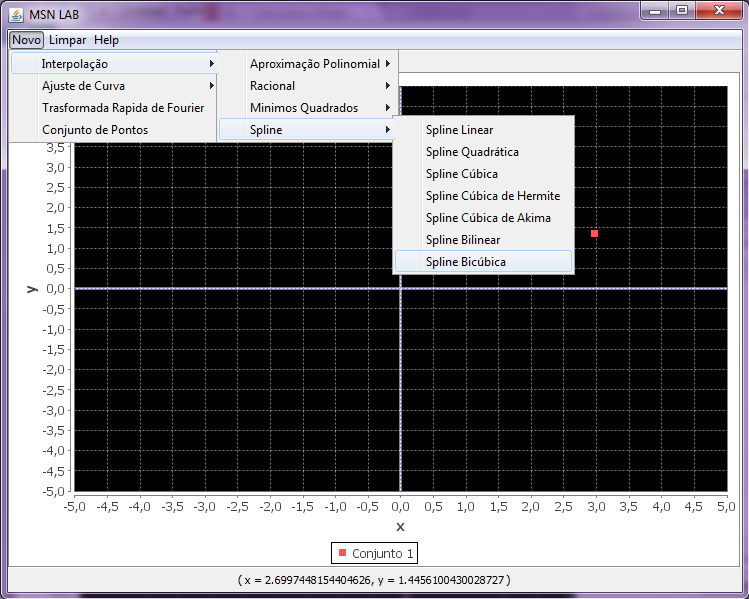 MSN LAB
Novo Limpar Help
Interpolação
Ajuste de Curva
Trasformada Rapida de Fourier
Conjunto de Pontos
Aproximação Polinomial
Racional
Minimos Quadrados
Spline
Spline Linear
Spline Quadrática
Spline Cúbica
Spline Cúbica de Hermite
Spline Cúbica de Akima
Spline Bilinear
Spline Bicúbica
3,5
3,0
2,5
2,0
1,5
1,0
0,5
0,0
-0,5
-1,0
-1,5
-2,0
-2,5
-3,0
-3,5
-4,0
-4,5
-5,0
y
-5,0 -4,5 -4,0 -3,5 -3,0 -2,5 -2,0 -1,5 -1,0 -0,5 0,0 0,5 1,0 1,5 2,0 2,5 3,0 3,5 4,0 4,5 5,0
x
Conjunto 1
( x = 2.6997448154404626, y = 1.4456100430028727 )